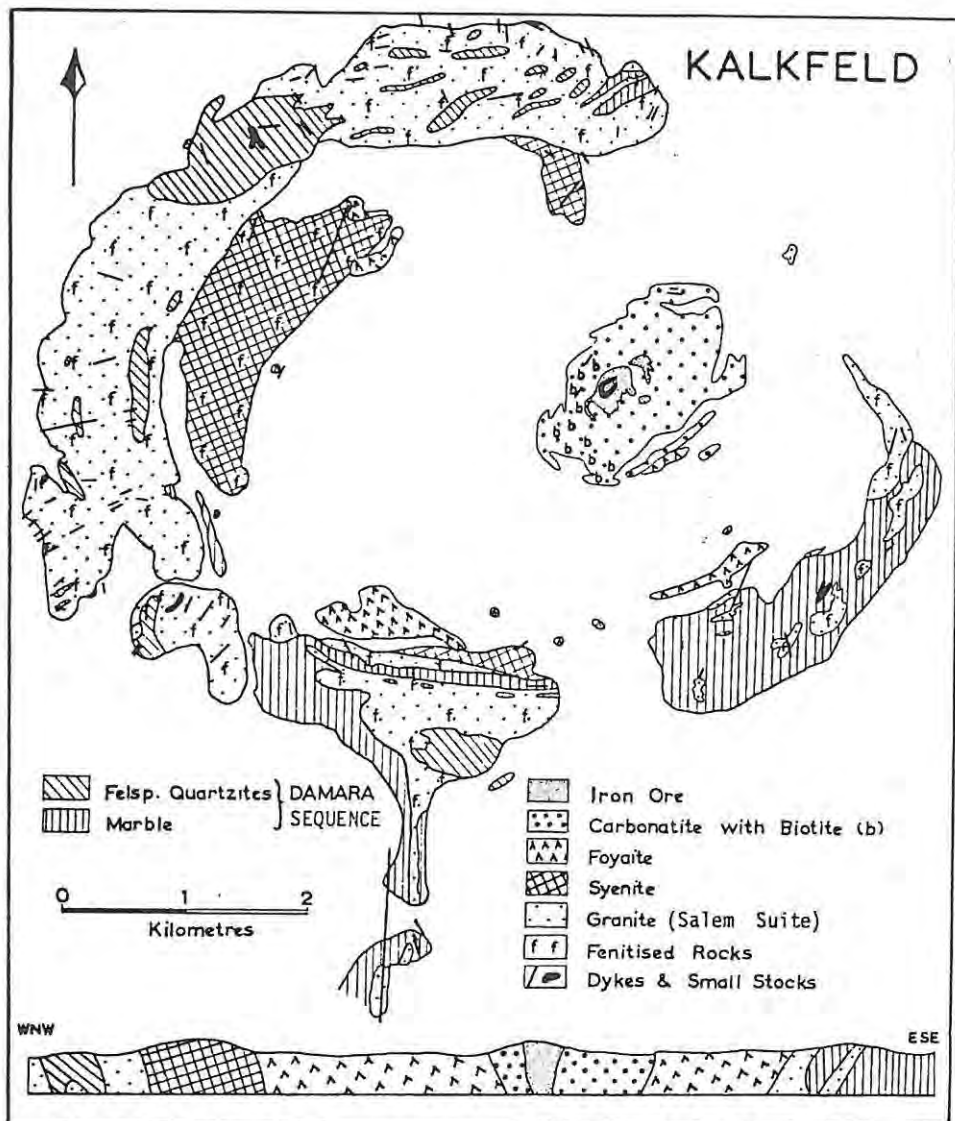 KALKFELD
Felsp. Quartzites
Marble
DAMARA
SEQUENCE
0 1 2
Kilometres
Iron Ore
Carbonatite with Biotite (b)
Foyaite
Syenite
Granite (Salem Suite)
f f Fenitised Rocks
Dykes & Small Stocks
WNW ESE